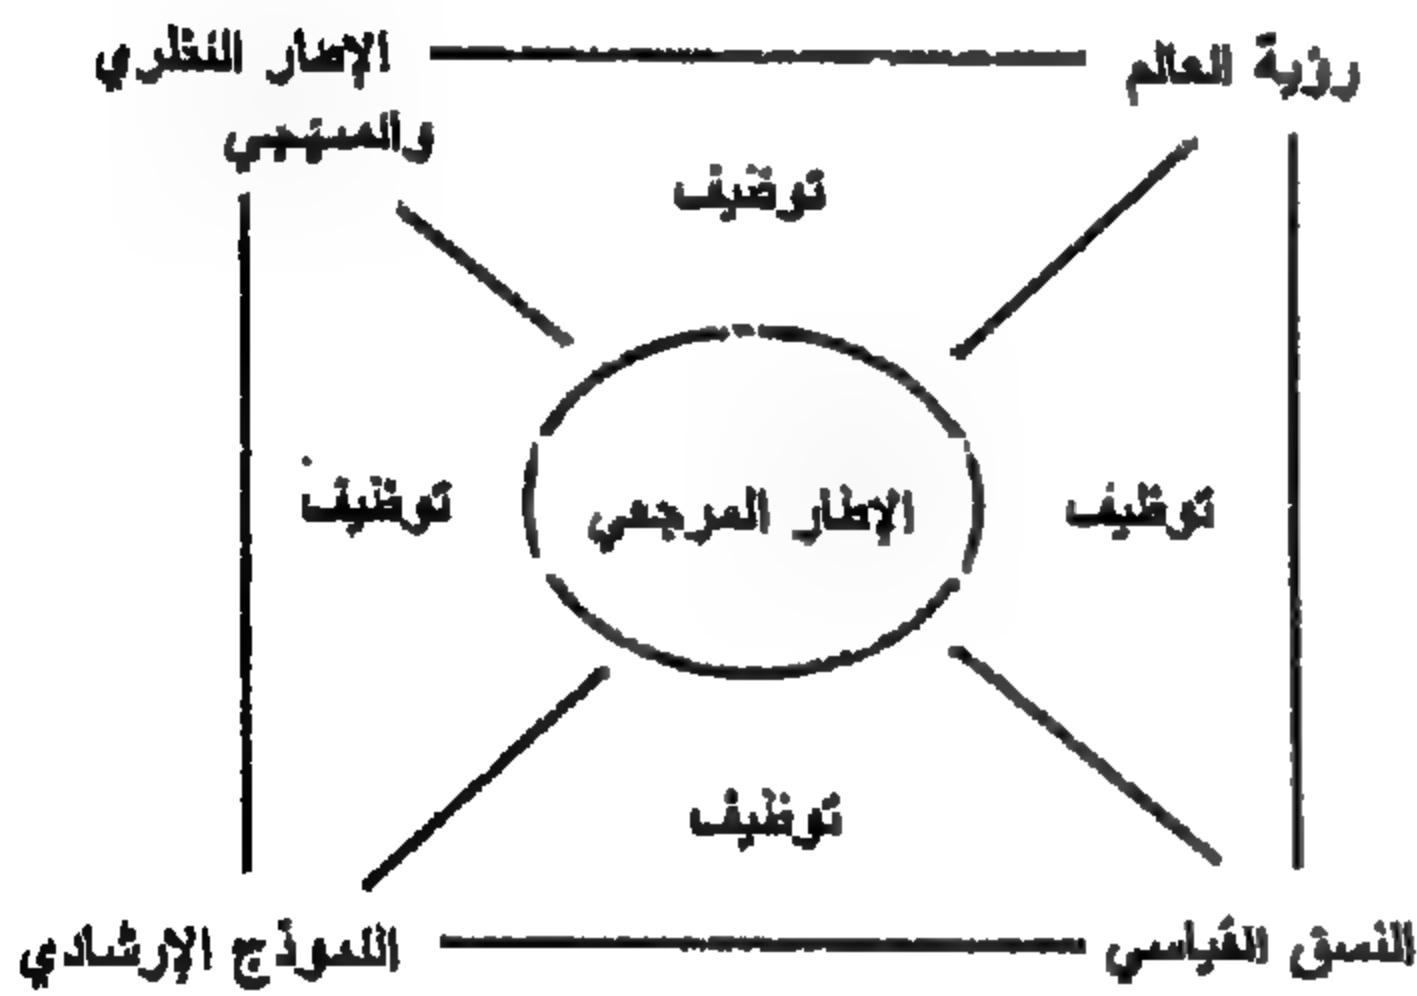 رؤية العالم
الإطار النظري
والمنهجي
توظيف
توظيف
الإطار المرجعي
توظيف
توظيف
النسق القياسي
النموذج الإرشادي